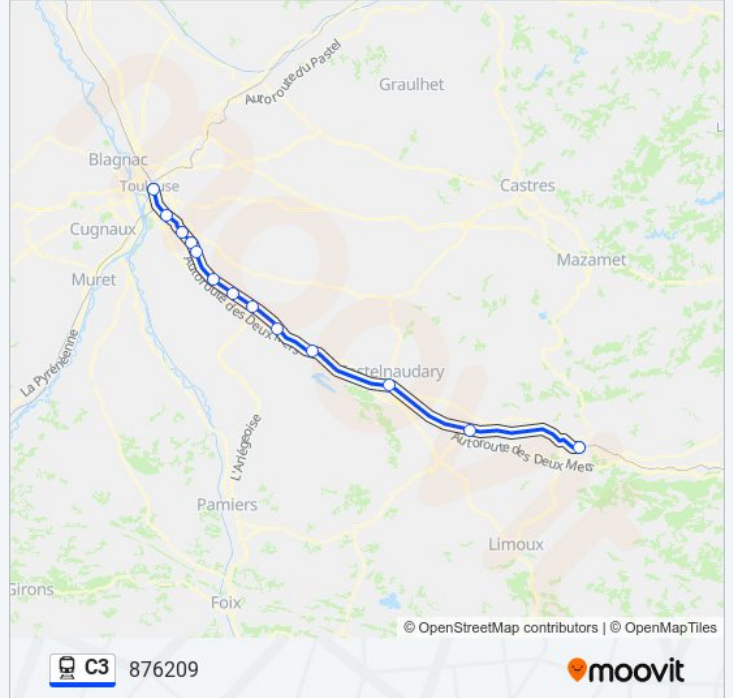 Autoroute du Pastel
Graulhet
L
Blagnac
Toulouse
Castres
Cugnaux
Mazamet
Muret
Autoroute des Deux Mers
La Pyrénéenne
stelnaudary
L'Ariégeoise
Autoroute des Deux Mers
Pamiers
Limoux
Girons
Foix
© OpenStreetMap contributors | © OpenMapTiles
C3 876209
moovit